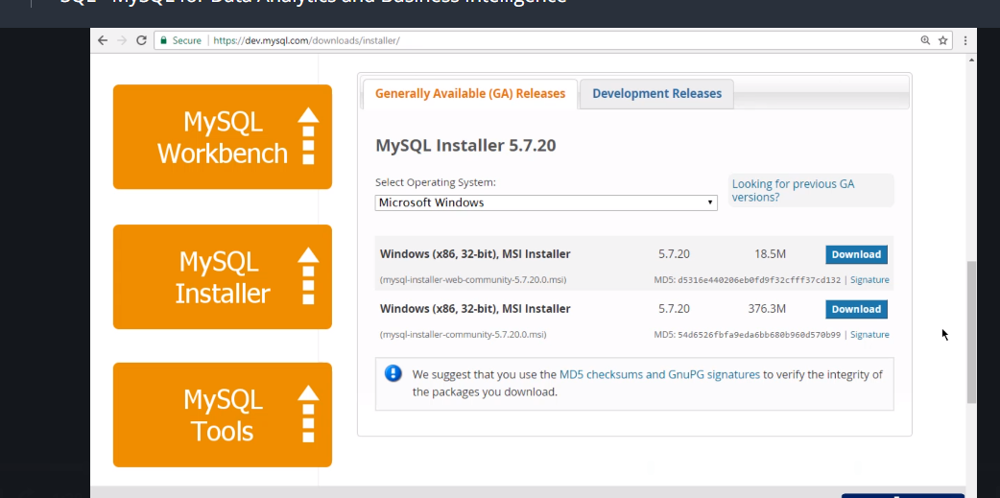 SQL - MySQL for Data Analytics and Business Intelligence
Secure | https://dev.mysql.com/downloads/installer/
MySQL
Workbench
MySQL
Installer
MySQL
Tools
Generally Available (GA) Releases
Development Releases
MySQL Installer 5.7.20
Select Operating System:
Microsoft Windows
Looking for previous GA
versions?
Windows (x86, 32-bit), MSI Installer 5.7.20 18.5M Download
(mysql-installer-web-community-5.7.20.0.msi) MD5: d5316e440206eb0fd9f32cfff37cd132 | Signature
Windows (x86, 32-bit), MSI Installer 5.7.20 376.3M Download
(mysql-installer-community-5.7.20.0.msi) MD5: 54d6526fbfa9eda6bb680b960d570b99 | Signature
We suggest that you use the MD5 checksums and GnuPG signatures to verify the integrity of
the packages you download.